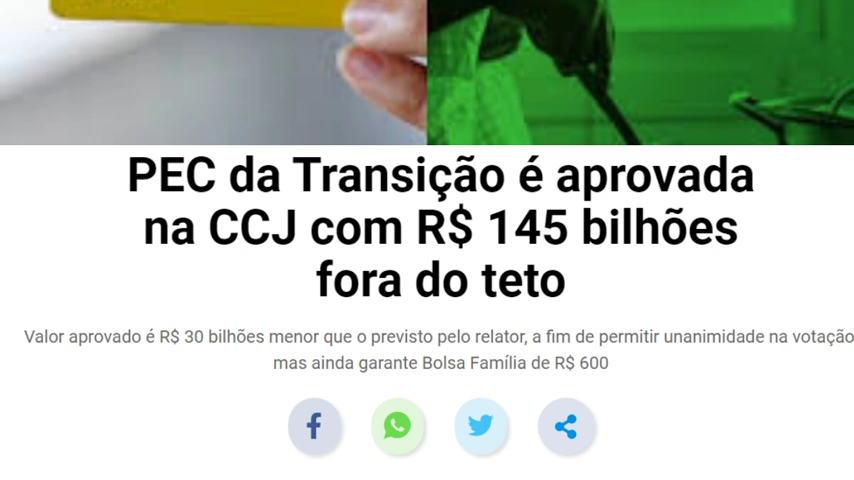 PEC da Transição é aprovada
na CCJ com R$ 145 bilhões
fora do teto
Valor aprovado é R$ 30 bilhões menor que o previsto pelo relator, a fim de permitir unanimidade na votação
mas ainda garante Bolsa Família de R$ 600